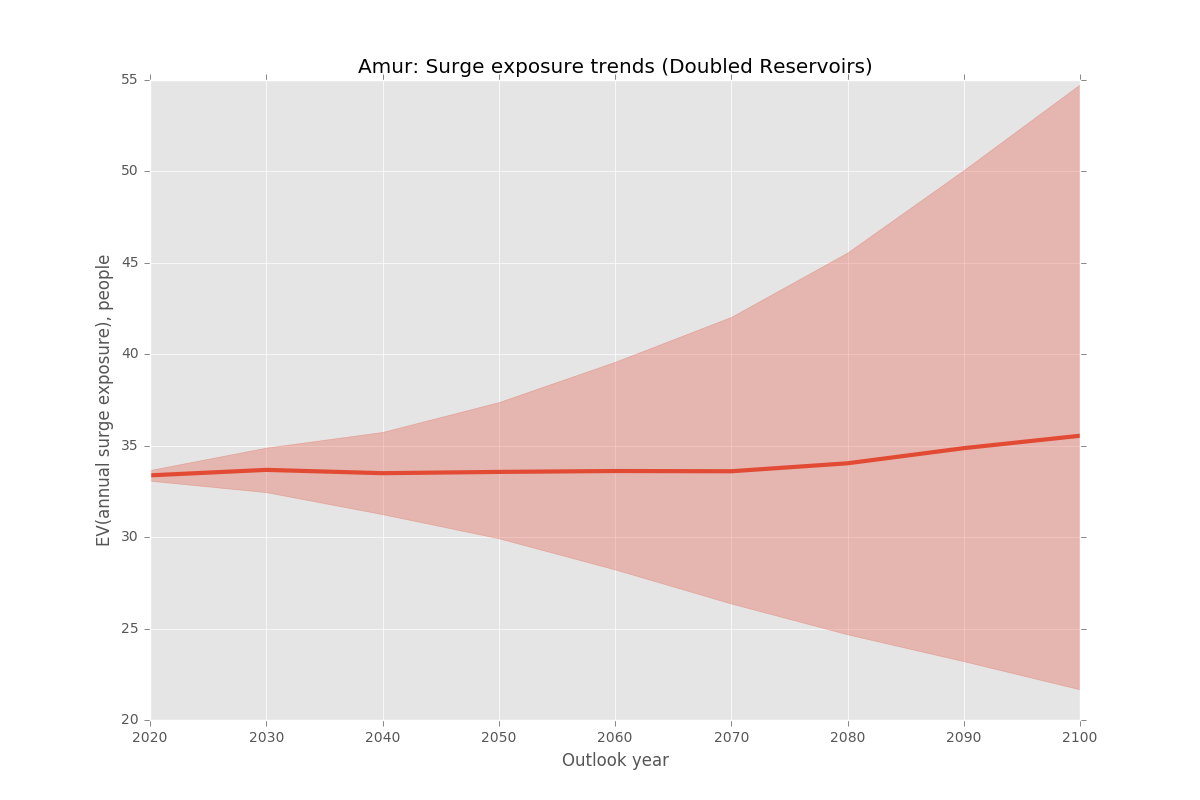 Amur: Surge exposure trends (Doubled Reservoirs)
55
50
45
40
35
30
25
20
EV(annual surge exposure), people
2020 2030 2040 2050 2060 2070 2080 2090 2100
Outlook year